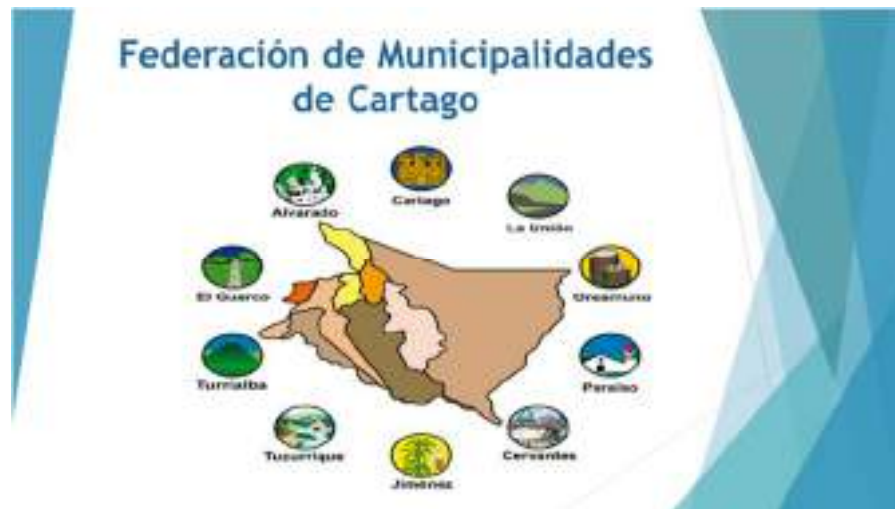 Federación de Municipalidades
de Cartago
Cartago
Alvarado
La Unión
El Guarco
Oreamuno
Turrialba
Paraíso
Tucurrique
Cervantes
Jiménez